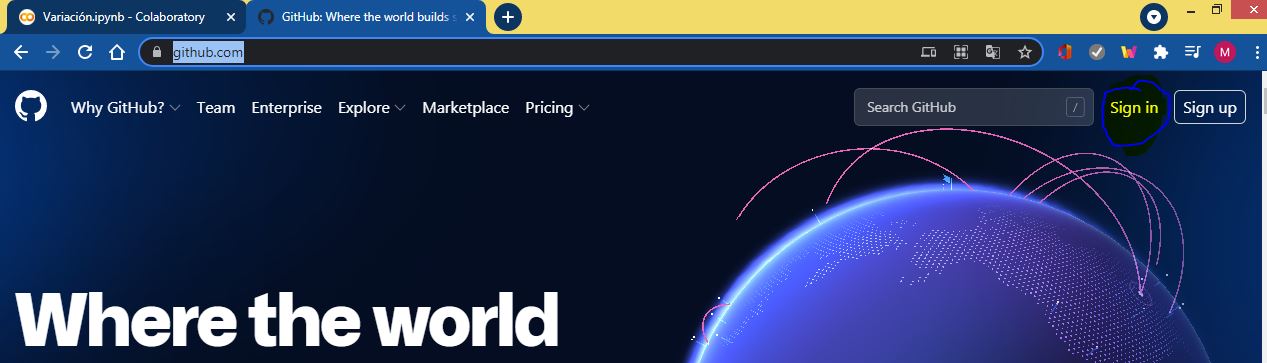 Variación.ipynb - Colaboratory
GitHub: Where the world builds s
github.com
M
Why GitHub? Team Enterprise Explore Marketplace Pricing
Search GitHub /
Sign in
Sign up
Where the world